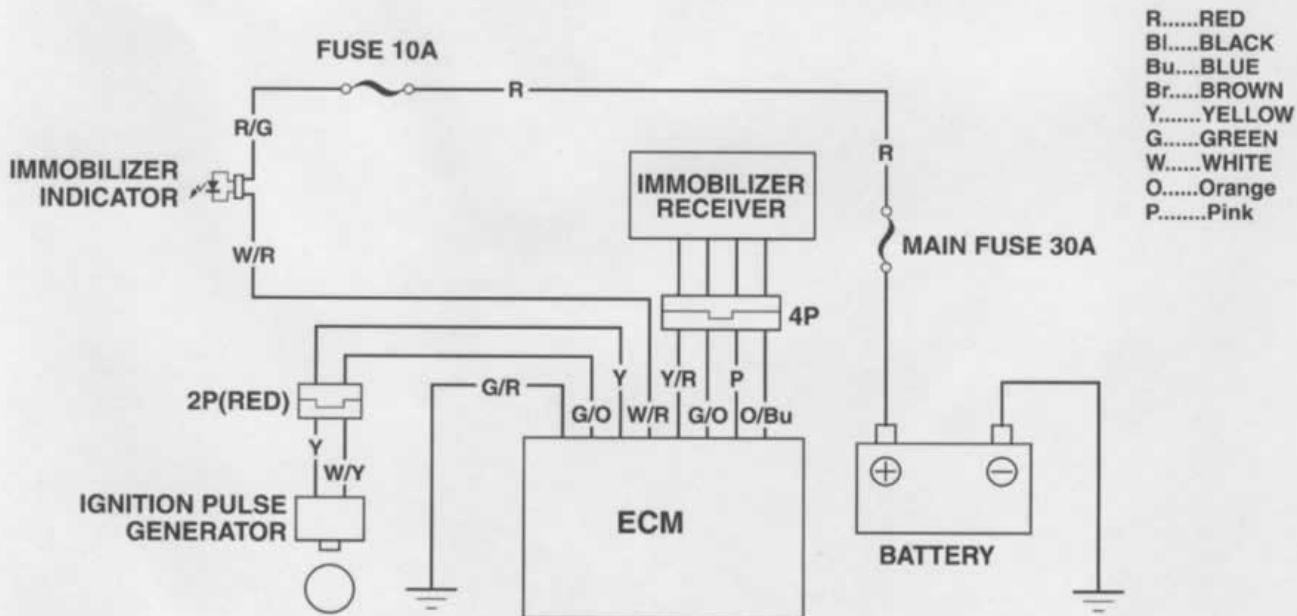 R......RED
Bl.....BLACK
Bu....BLUE
Br.....BROWN
Y.......YELLOW
G......GREEN
W......WHITE
O......Orange
P........Pink
FUSE 10A
R
R/G
R
IMMOBILIZER
INDICATOR
IMMOBILIZER
RECEIVER
W/R
MAIN FUSE 30A
4P
2P(RED)
G/R
Y
Y/R
P
G/O
W/R
G/O
O/Bu
Y
W/Y
IGNITION PULSE
GENERATOR
ECM
+
−
BATTERY